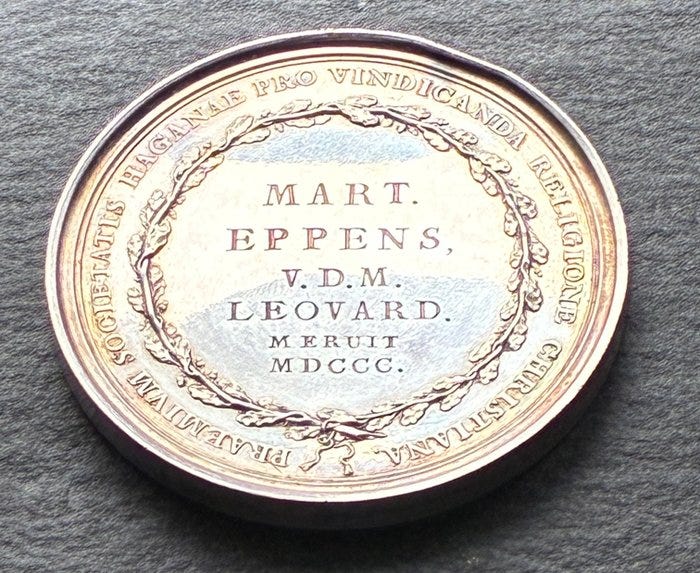 PRAEMIVM SOCIETATIS HAGANAE PRO VINDICANDA RELIGIONE CHRISTIANA.
MART.
EPPENS,
V. D. M.
LEOVARD.
MERUIT
MDCCC.